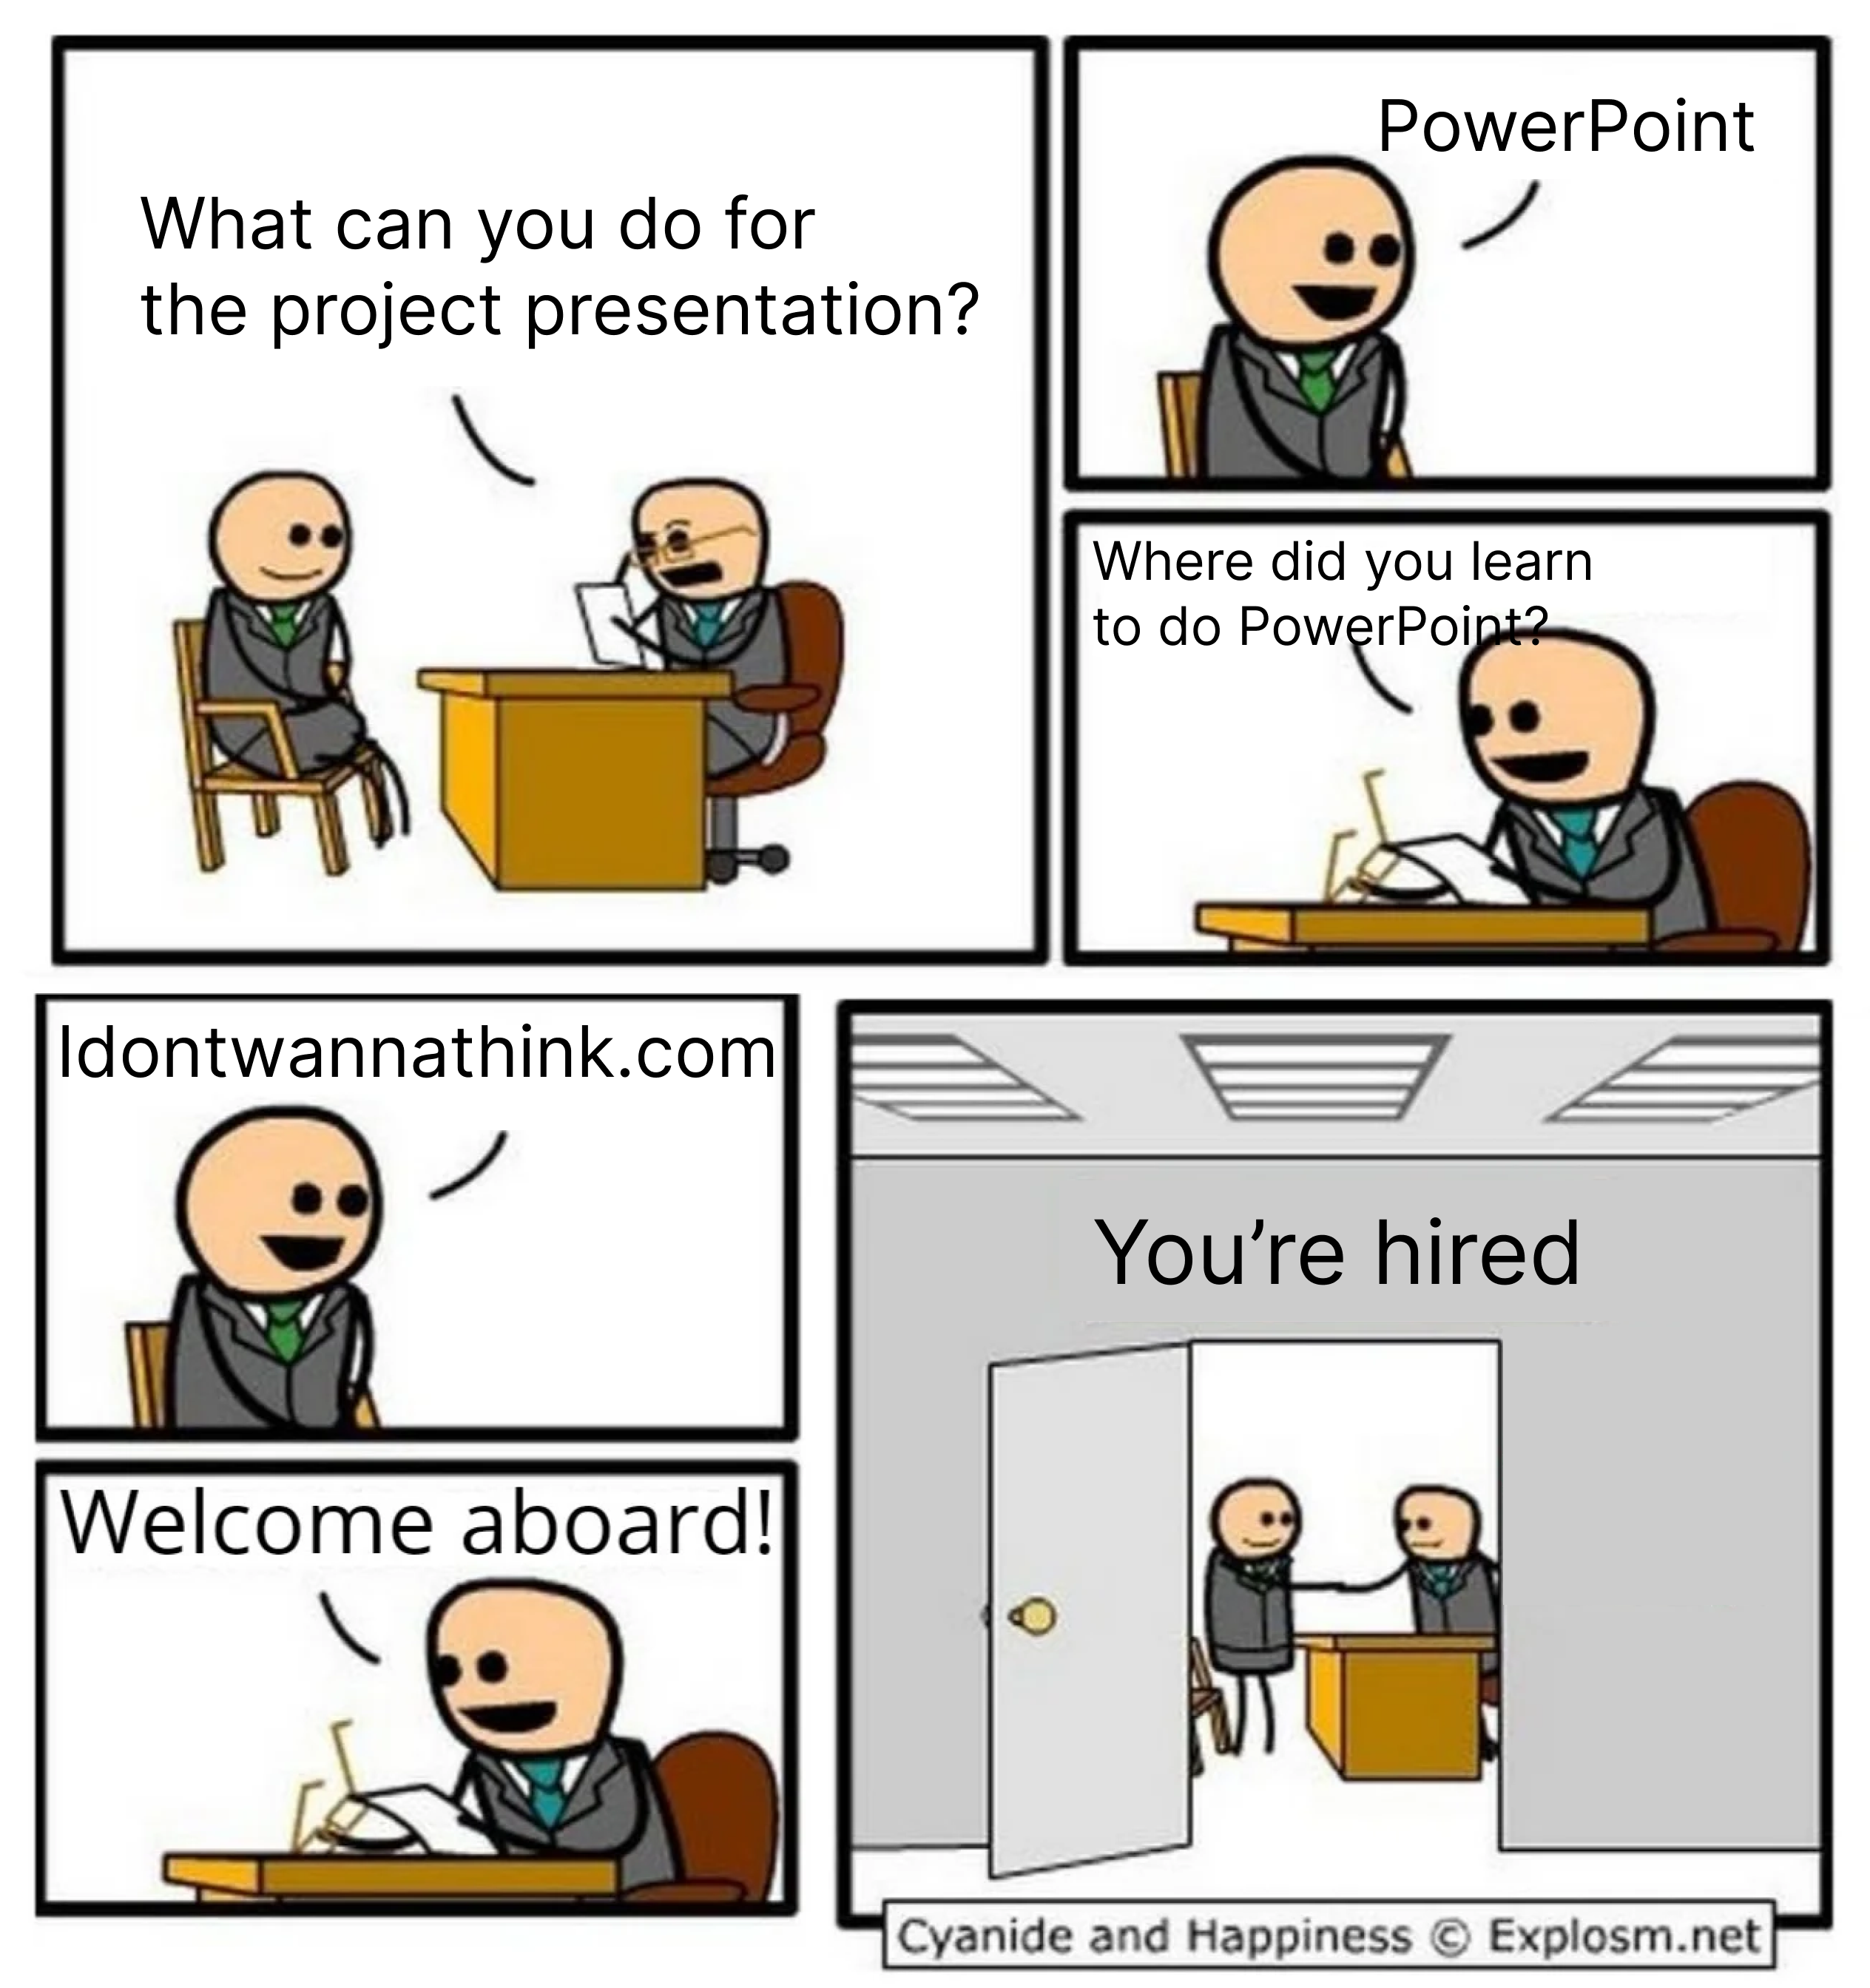 What can you do for
the project presentation?
PowerPoint
Where did you learn
to do PowerPoint?
Idontwannathink.com
Welcome aboard!
You’re hired
Cyanide and Happiness © Explosm.net